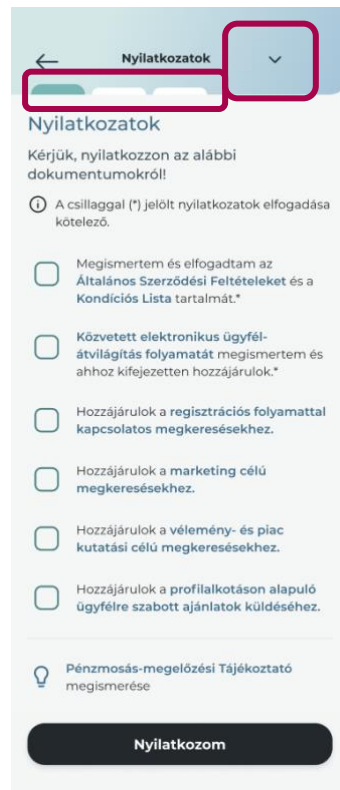 Nyilatkozatok
Nyilatkozatok
Kérjük, nyilatkozzon az alábbi
dokumentumokról!
A csillaggal (*) jelölt nyilatkozatok elfogadása
kötelező.
Megismertem és elfogadtam az
Általános Szerződési Feltételeket és a
Kondíciós Lista tartalmát.*
Közvetett elektronikus ügyfél-
átvilágítás folyamatát megismertem és
ahhoz kifejezetten hozzájárulok.*
Hozzájárulok a regisztrációs folyamattal
kapcsolatos megkeresésekhez.
Hozzájárulok a marketing célú
megkeresésekhez.
Hozzájárulok a vélemény- és piac
kutatási célú megkeresésekhez.
Hozzájárulok a profilalkotáson alapuló
ügyfélre szabott ajánlatok küldéséhez.
Pénzmosás-megelőzési Tájékoztató
megismerése
Nyilatkozom